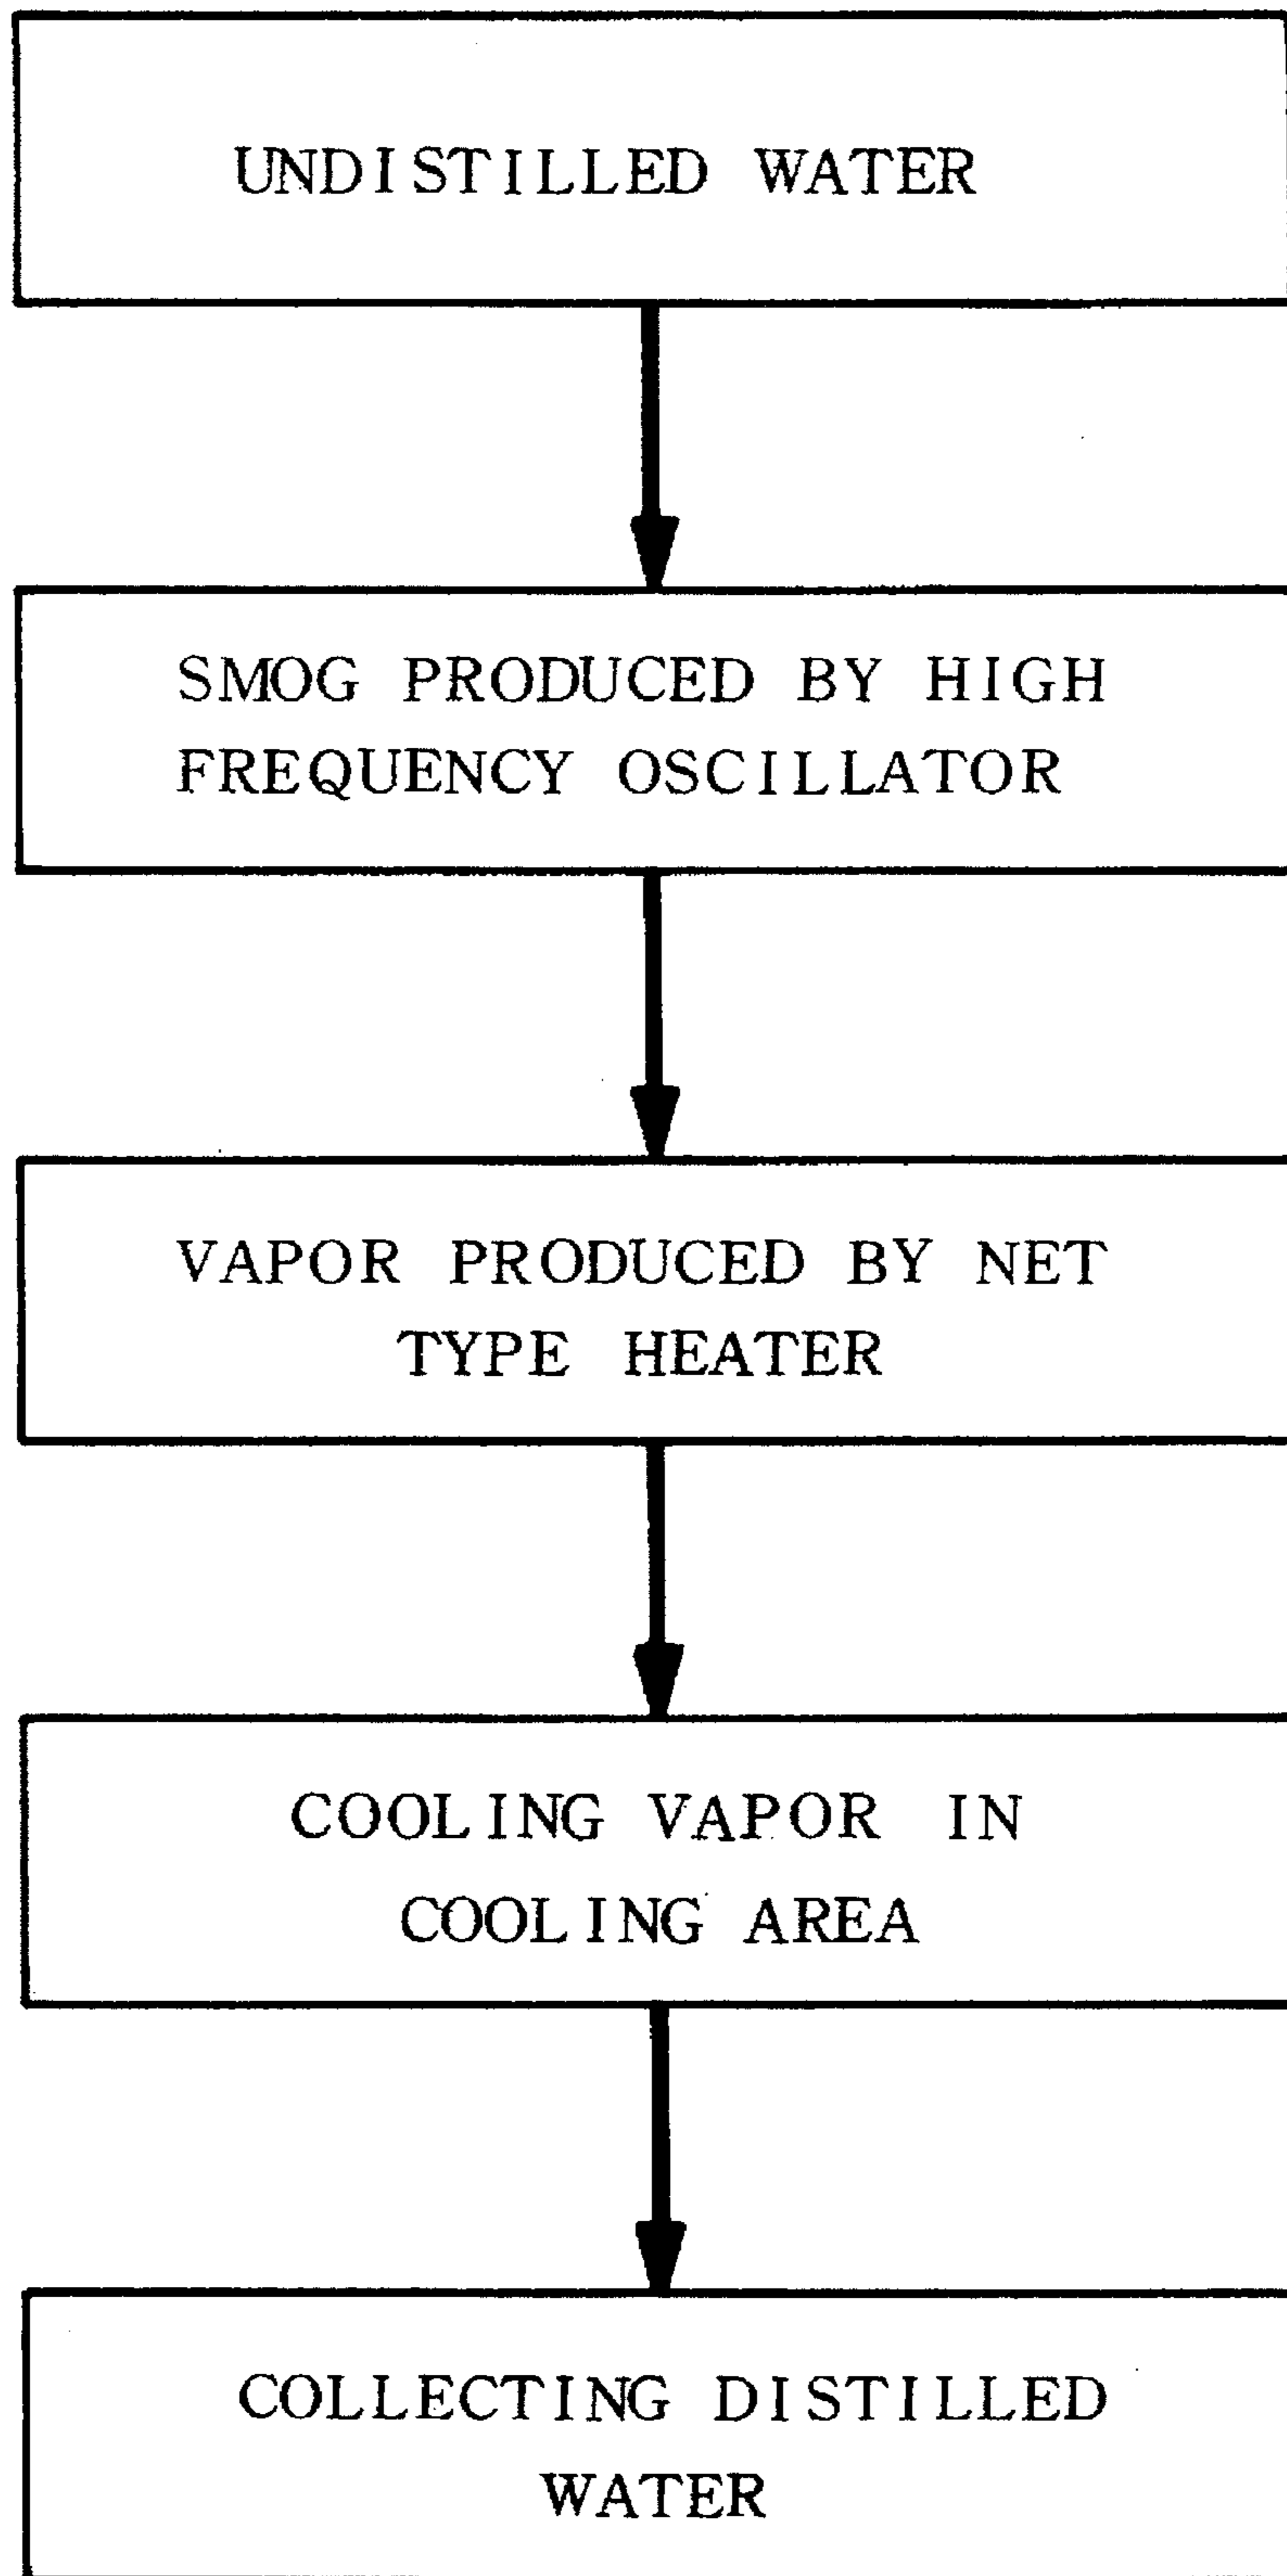 UNDISTILLED WATER
SMOG PRODUCED BY HIGH
FREQUENCY OSCILLATOR
VAPOR PRODUCED BY NET
TYPE HEATER
COOLING VAPOR IN
COOLING AREA
COLLECTING DISTILLED
WATER